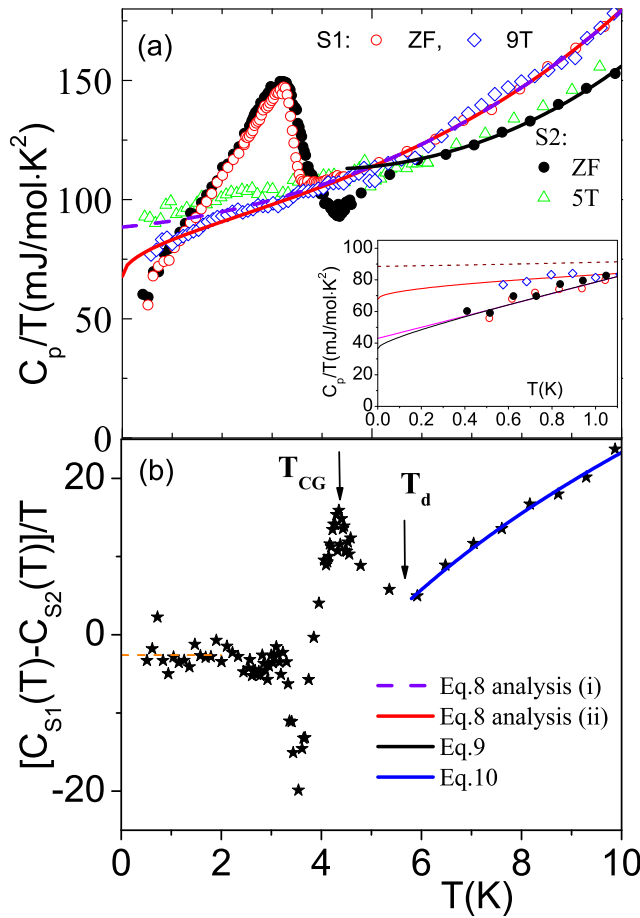 (a) S1: ZF, 9T
150
100
50
0
C_p/T(mJ/mol·K²)
S2:
ZF
5T
100
80
60
40
20
0
C_p/T(mJ/mol·K²)
T(K)
0.0 0.2 0.4 0.6 0.8 1.0
(b)
T_CG
T_d
20
0
-20
[C_S1(T)-C_S2(T)]/T
Eq.8 analysis (i)
Eq.8 analysis (ii)
Eq.9
Eq.10
0 2 4 6 8 10
T(K)